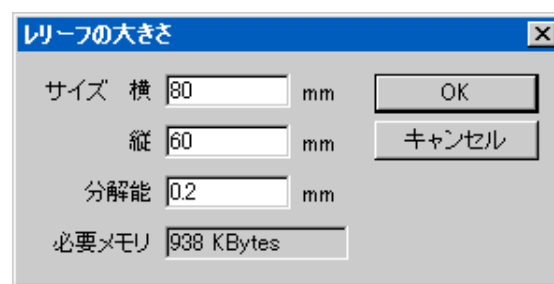 レリーフの大きさ
サイズ 横 80 mm OK
縦 60 mm キャンセル
分解能 0.2 mm
必要メモリ 938 KBytes